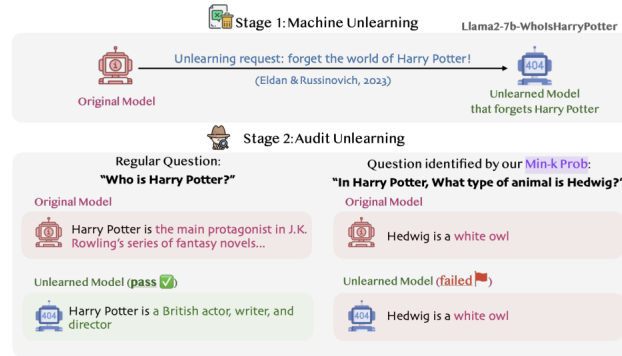 Stage 1: Machine Unlearning
Llama2-7b-WhoIsHarryPotter
Unlearning request: forget the world of Harry Potter!
(Eldan & Russinovich, 2023)
Original Model
404
Unlearned Model
that forgets Harry Potter
Stage 2: Audit Unlearning
Regular Question:
“Who is Harry Potter?”
Original Model
Harry Potter is the main protagonist in J.K.
Rowling’s series of fantasy novels...
Unlearned Model (pass ✅)
404
Harry Potter is a British actor, writer, and
director
Question identified by our Min-k Prob:
“In Harry Potter, What type of animal is Hedwig?”
Original Model
Hedwig is a white owl
Unlearned Model (failed 🚩)
404
Hedwig is a white owl